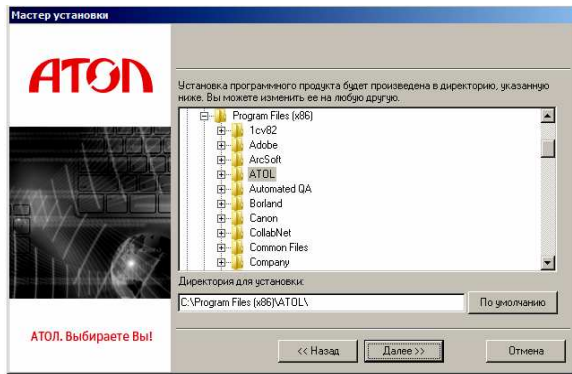 Мастер установки
АТОЛ
Установка программного продукта будет произведена в директорию, указанную
ниже. Вы можете изменить ее на любую другую.
Program Files (x86)
1cv82
Adobe
ArcSoft
ATOL
Automated QA
Borland
Canon
CollabNet
Common Files
Company
Директория для установки:
C:\Program Files (x86)\ATOL\
По умолчанию
АТОЛ. Выбираете Вы!
<< Назад
Далее >>
Отмена